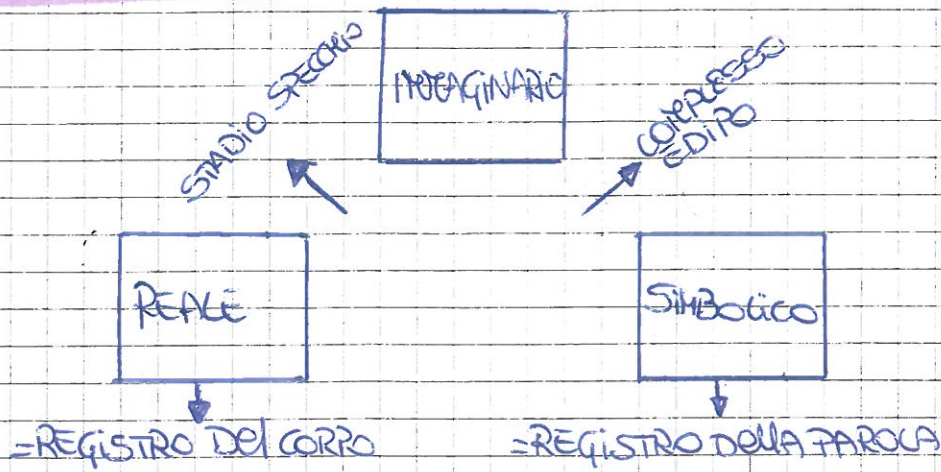 STADIO SPECCHIO
IMMAGINARIO
COMPLESSO
EDIPO
REALE
SIMBOLICO
=REGISTRO DEL CORPO
=REGISTRO DELLA PAROLA